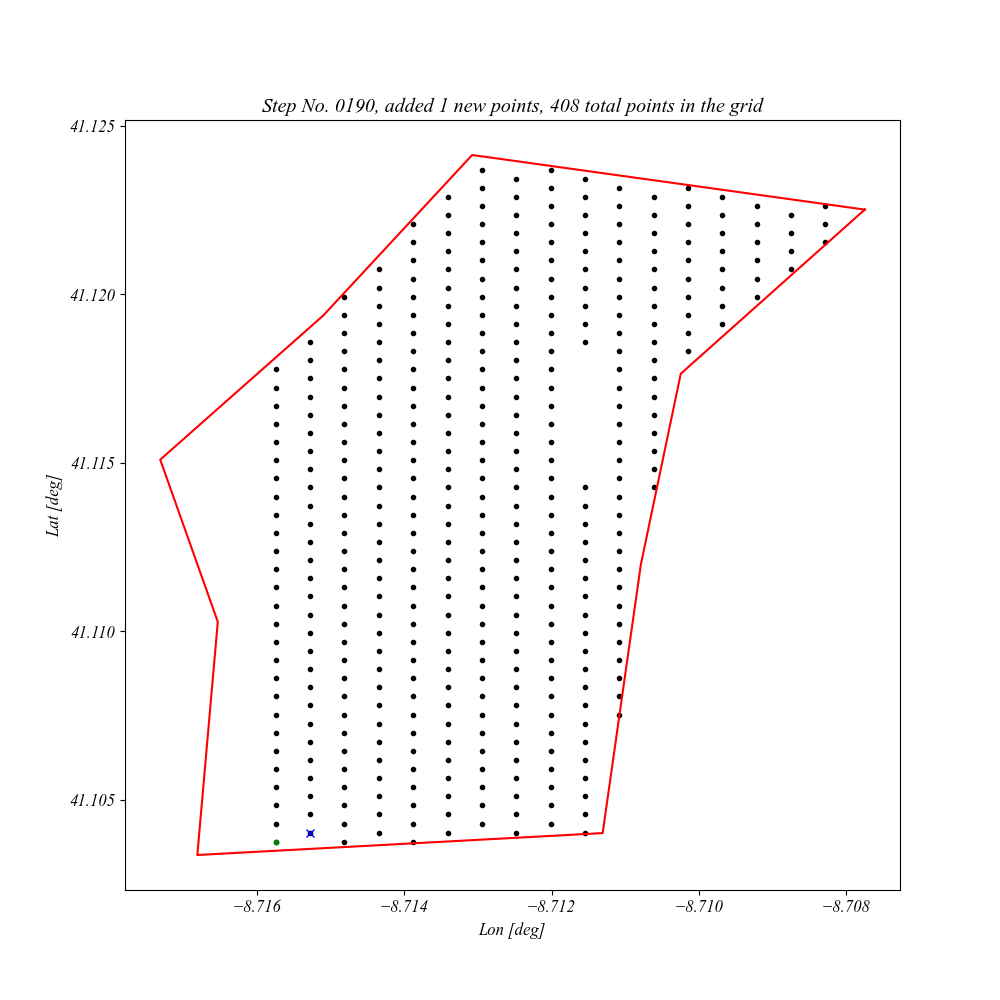 Step No. 0190, added 1 new points, 408 total points in the grid
41.125
41.120
41.115
41.110
41.105
Lat [deg]
−8.716 −8.714 −8.712 −8.710 −8.708
Lon [deg]